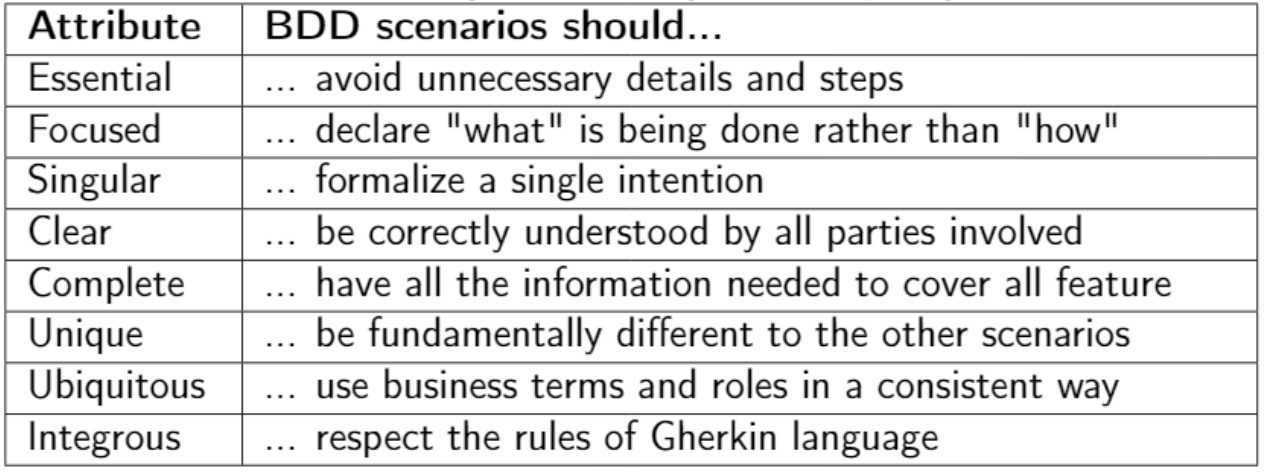 Attribute BDD scenarios should...
Essential ... avoid unnecessary details and steps
Focused ... declare "what" is being done rather than "how"
Singular ... formalize a single intention
Clear ... be correctly understood by all parties involved
Complete ... have all the information needed to cover all feature
Unique ... be fundamentally different to the other scenarios
Ubiquitous ... use business terms and roles in a consistent way
Integrous ... respect the rules of Gherkin language